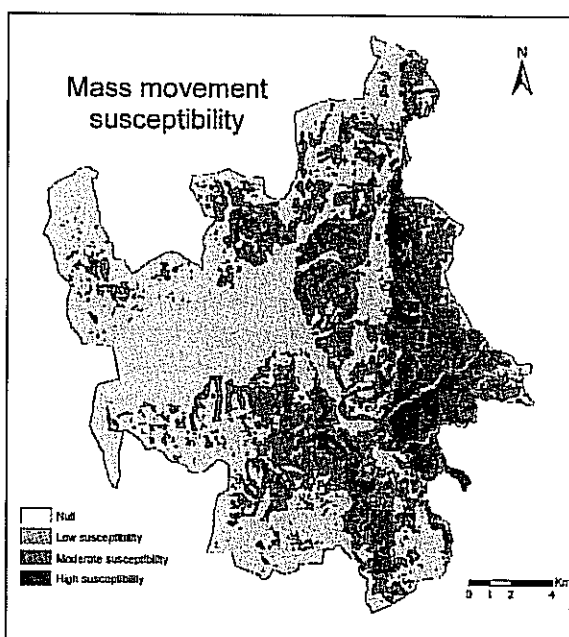 Mass movement
susceptibility
N
Null
Low susceptibility
Moderate susceptibility
High susceptibility
Km
0 1 2 4